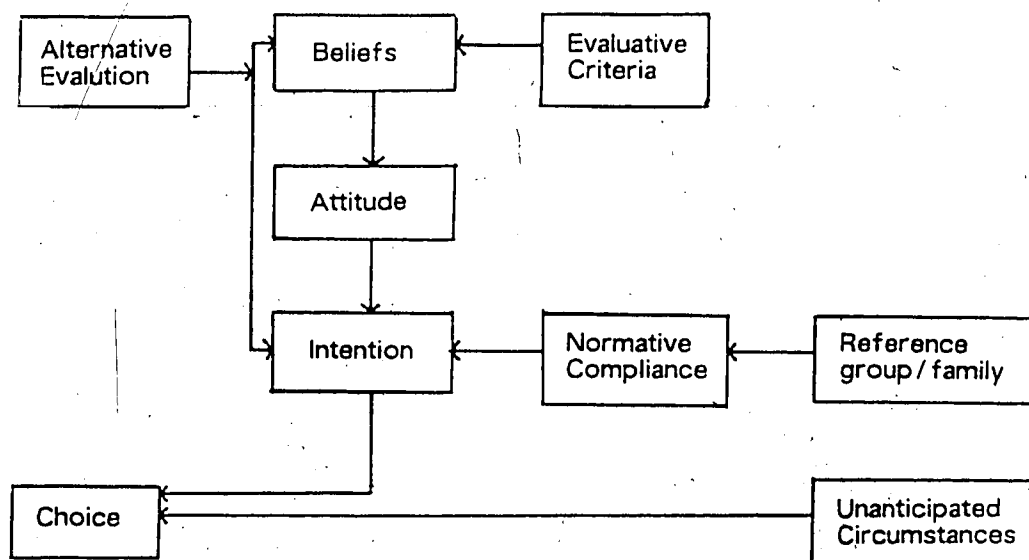 Alternative
Evalution
Beliefs
Evaluative
Criteria
Attitude
Intention
Normative
Compliance
Reference
group / family
Choice
Unanticipated
Circumstances